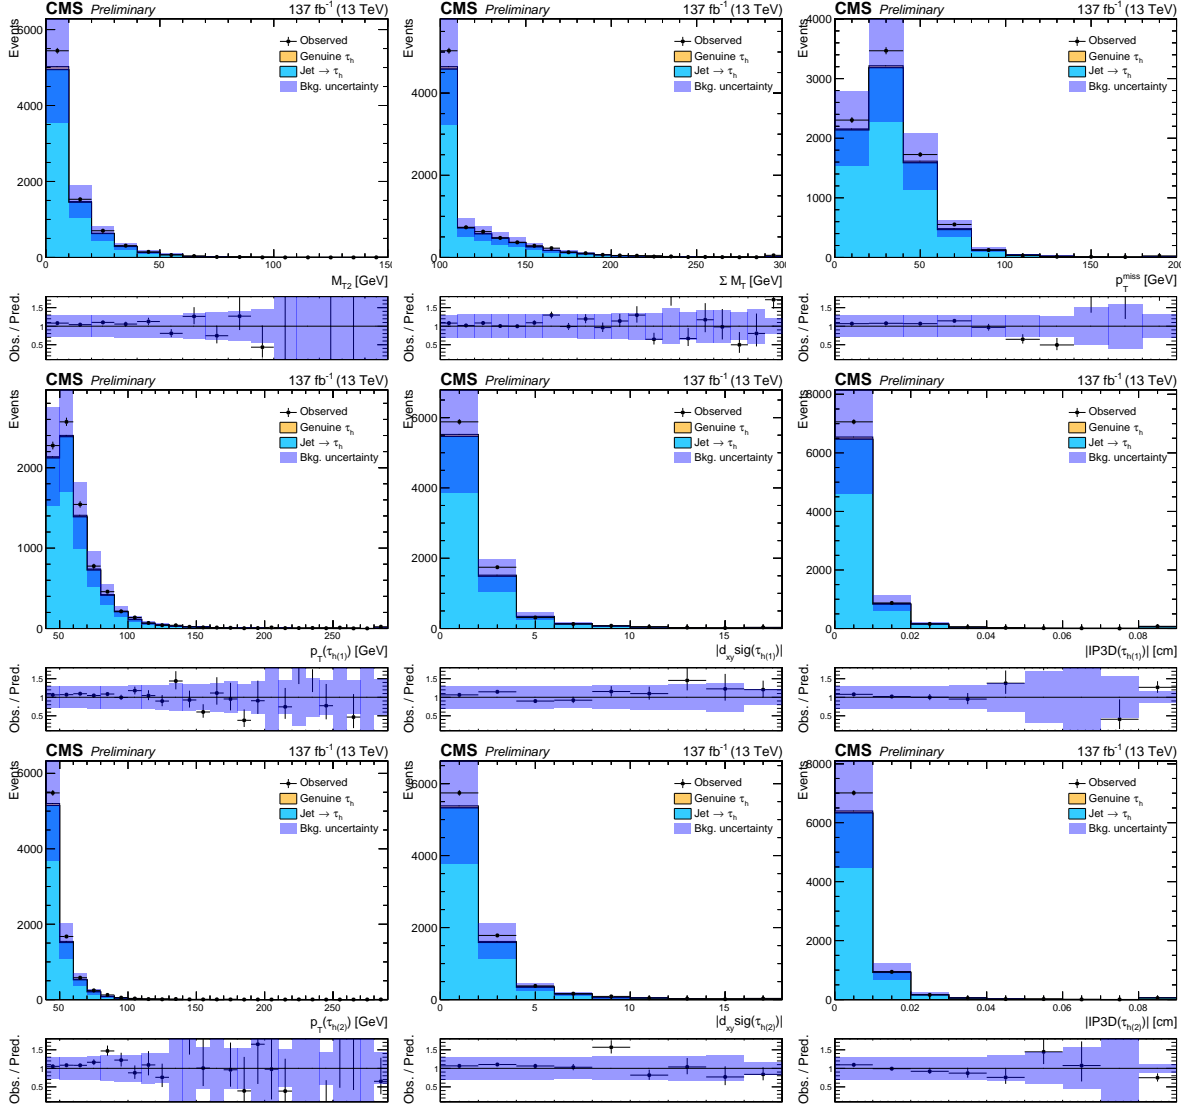 CMS Preliminary 137 fb⁻¹ (13 TeV)
Events
6000
4000
2000
0
Observed
Genuine τh
Jet → τh
Bkg. uncertainty
0 50 100 150
MT2 [GeV]
Obs. / Pred.
1.5
1
0.5
CMS Preliminary 137 fb⁻¹ (13 TeV)
Events
4000
2000
0
Observed
Genuine τh
Jet → τh
Bkg. uncertainty
100 150 200 250 300
Σ MT [GeV]
Obs. / Pred.
1.5
1
0.5
CMS Preliminary 137 fb⁻¹ (13 TeV)
Events
4000
3000
2000
1000
0
Observed
Genuine τh
Jet → τh
Bkg. uncertainty
0 50 100 150 200
pTmiss [GeV]
Obs. / Pred.
1.5
1
0.5
CMS Preliminary 137 fb⁻¹ (13 TeV)
Events
2000
1000
0
Observed
Genuine τh
Jet → τh
Bkg. uncertainty
50 100 150 200 250
pT(τh(1)) [GeV]
Obs. / Pred.
1.5
1
0.5
CMS Preliminary 137 fb⁻¹ (13 TeV)
Events
6000
4000
2000
0
Observed
Genuine τh
Jet → τh
Bkg. uncertainty
0 5 10 15
|dxy sig(τh(1))|
Obs. / Pred.
1.5
1
0.5
CMS Preliminary 137 fb⁻¹ (13 TeV)
Events
8000
7000
6000
5000
4000
3000
2000
1000
0
Observed
Genuine τh
Jet → τh
Bkg. uncertainty
0 0.02 0.04 0.06 0.08
|IP3D(τh(1))| [cm]
Obs. / Pred.
1.5
1
0.5
CMS Preliminary 137 fb⁻¹ (13 TeV)
Events
6000
4000
2000
0
Observed
Genuine τh
Jet → τh
Bkg. uncertainty
50 100 150 200 250
pT(τh(2)) [GeV]
Obs. / Pred.
1.5
1
0.5
CMS Preliminary 137 fb⁻¹ (13 TeV)
Events
6000
4000
2000
0
Observed
Genuine τh
Jet → τh
Bkg. uncertainty
0 5 10 15
|dxy sig(τh(2))|
Obs. / Pred.
1.5
1
0.5
CMS Preliminary 137 fb⁻¹ (13 TeV)
Events
8000
7000
6000
5000
4000
3000
2000
1000
0
Observed
Genuine τh
Jet → τh
Bkg. uncertainty
0 0.02 0.04 0.06 0.08
|IP3D(τh(2))| [cm]
Obs. / Pred.
1.5
1
0.5